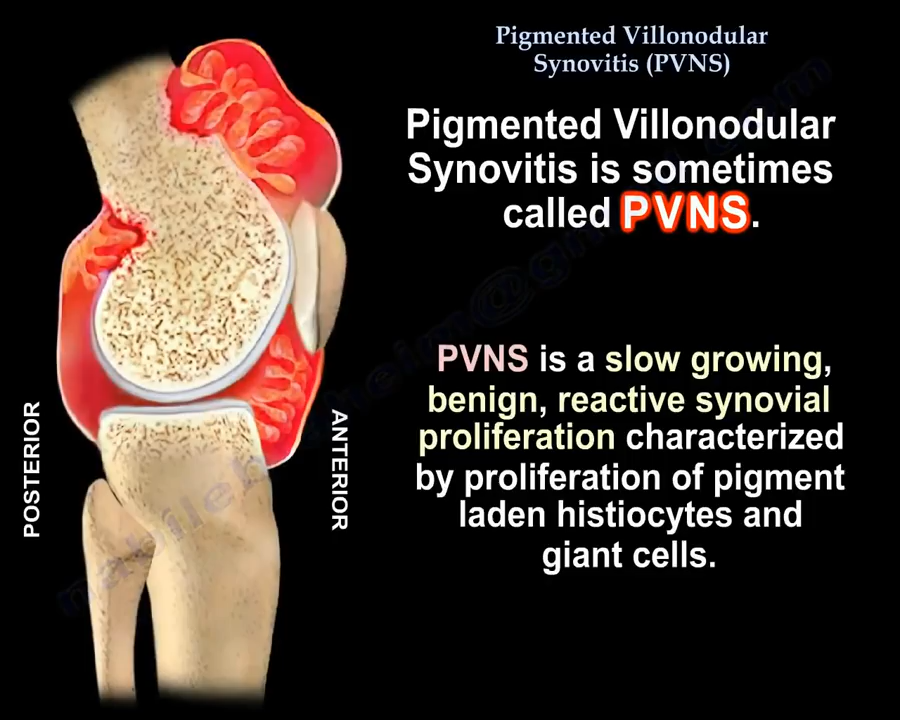 Pigmented Villonodular
Synovitis (PVNS)
Pigmented Villonodular
Synovitis is sometimes
called PVNS.
PVNS is a slow growing,
benign, reactive synovial
proliferation characterized
by proliferation of pigment
laden histiocytes and
giant cells.
POSTERIOR
ANTERIOR